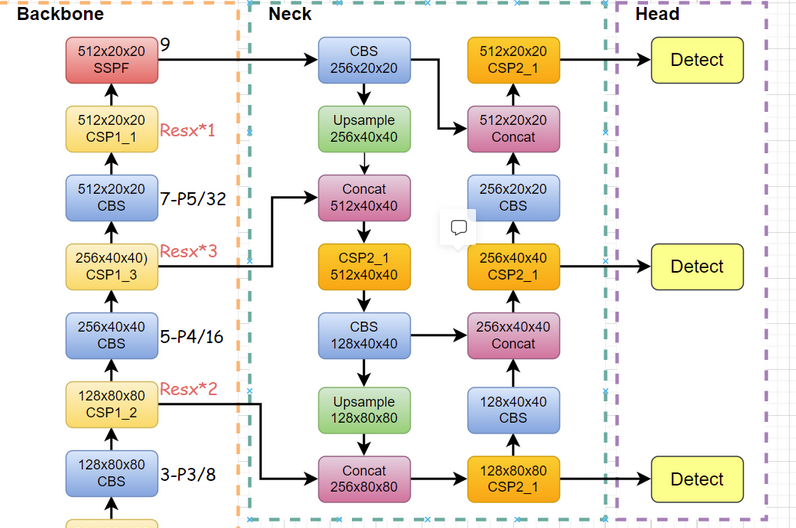 Backbone
Neck
Head
512x20x20
SSPF
9
512x20x20
CSP1_1
Resx*1
512x20x20
CBS
7-P5/32
256x40x40)
CSP1_3
Resx*3
256x40x40
CBS
5-P4/16
128x80x80
CSP1_2
Resx*2
128x80x80
CBS
3-P3/8
CBS
256x20x20
Upsample
256x40x40
Concat
512x40x40
CSP2_1
512x40x40
CBS
128x40x40
Upsample
128x80x80
Concat
256x80x80
512x20x20
CSP2_1
512x20x20
Concat
256x20x20
CBS
256x40x40
CSP2_1
256xx40x40
Concat
128x40x40
CBS
128x80x80
CSP2_1
Detect
Detect
Detect